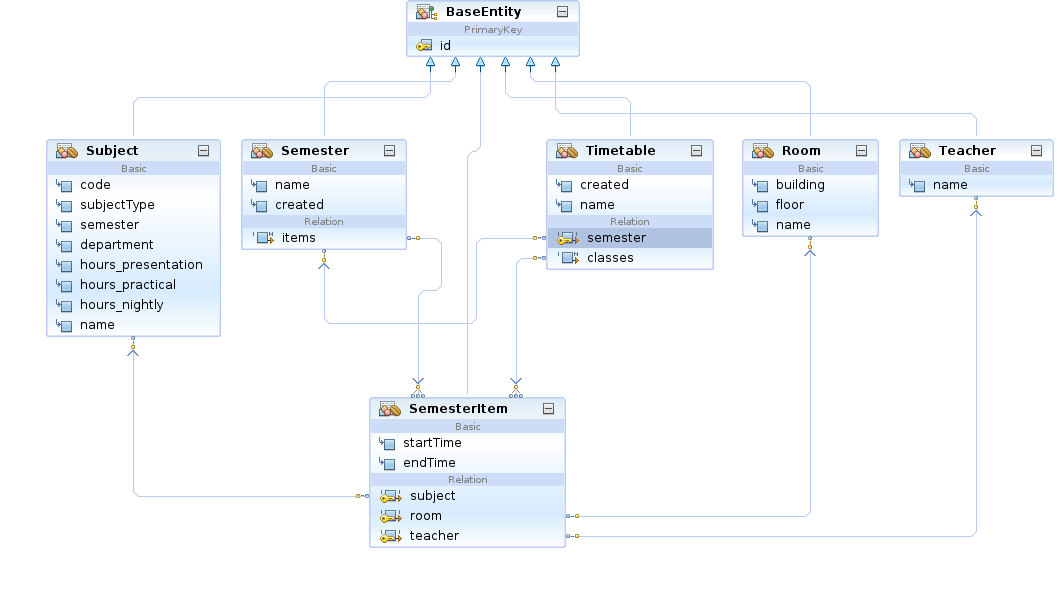 BaseEntity
PrimaryKey
id
Subject
Basic
code
subjectType
semester
department
hours_presentation
hours_practical
hours_nightly
name
Semester
Basic
name
created
Relation
items
Timetable
Basic
created
name
Relation
semester
classes
Room
Basic
building
floor
name
Teacher
Basic
name
SemesterItem
Basic
startTime
endTime
Relation
subject
room
teacher